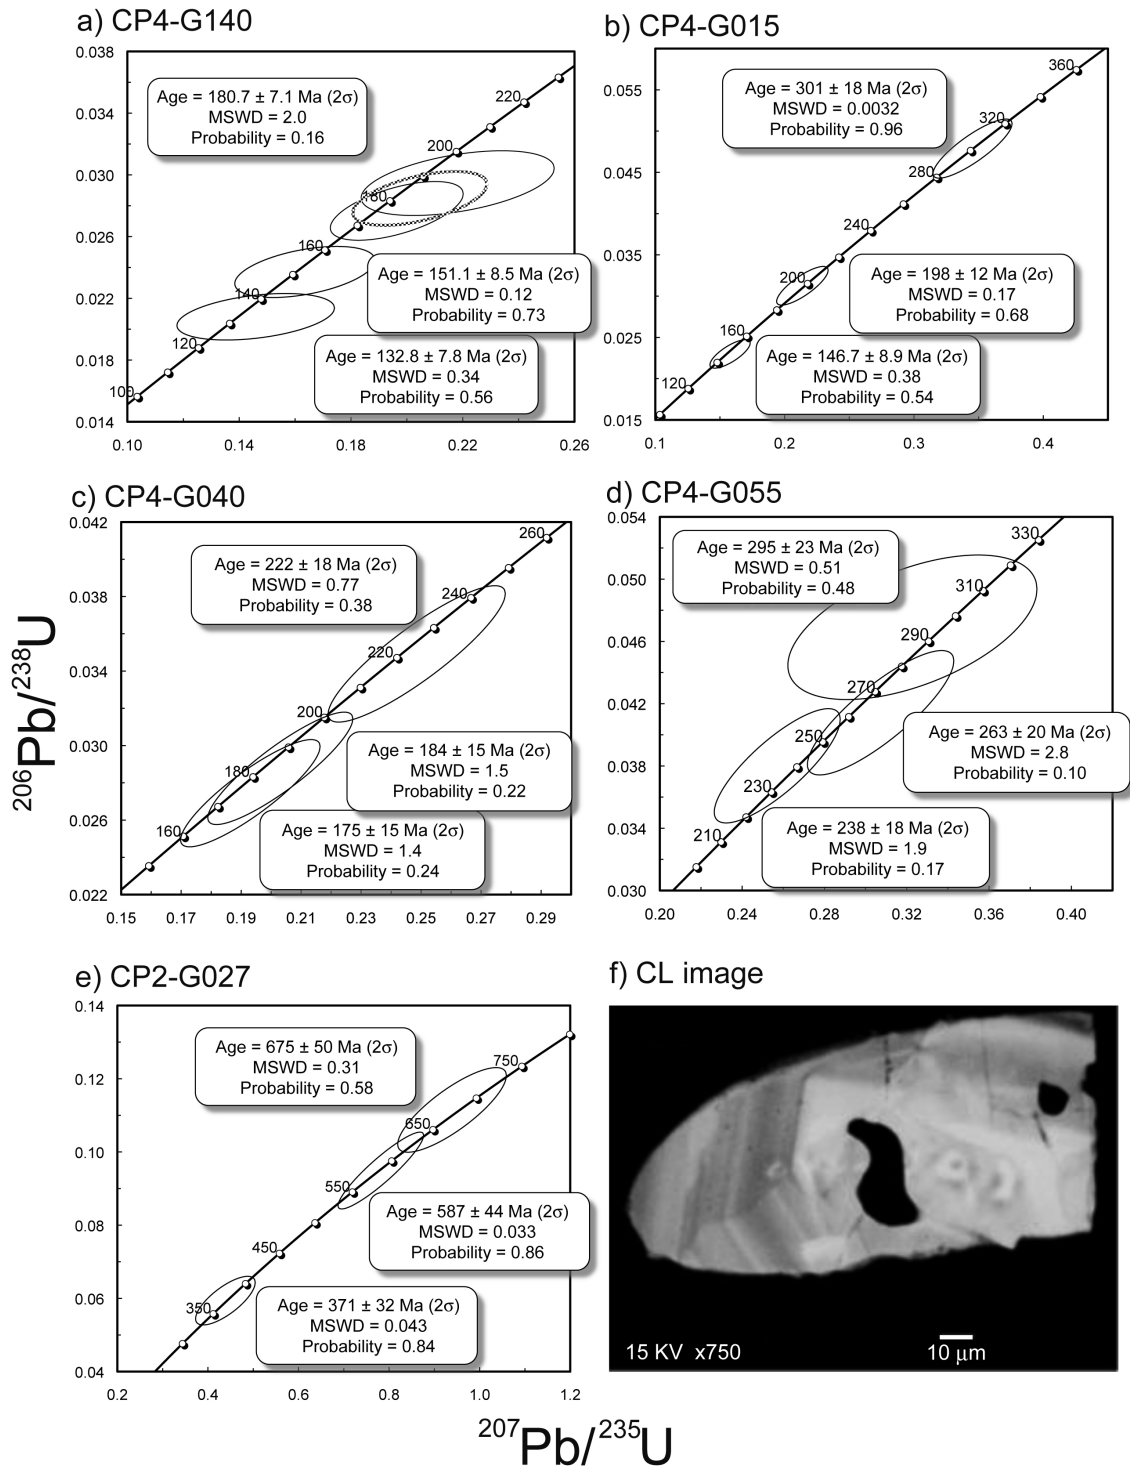 a) CP4-G140
0.038
0.034
0.030
0.026
0.022
0.018
0.014
0.10
0.14
0.18
0.22
0.26
100
120
140
160
180
200
220
Age = 180.7 ± 7.1 Ma (2σ)
MSWD = 2.0
Probability = 0.16
Age = 151.1 ± 8.5 Ma (2σ)
MSWD = 0.12
Probability = 0.73
Age = 132.8 ± 7.8 Ma (2σ)
MSWD = 0.34
Probability = 0.56
b) CP4-G015
0.055
0.045
0.035
0.025
0.015
0.1
0.2
0.3
0.4
120
160
200
240
280
320
360
Age = 301 ± 18 Ma (2σ)
MSWD = 0.0032
Probability = 0.96
Age = 198 ± 12 Ma (2σ)
MSWD = 0.17
Probability = 0.68
Age = 146.7 ± 8.9 Ma (2σ)
MSWD = 0.38
Probability = 0.54
c) CP4-G040
0.042
0.038
0.034
0.030
0.026
0.022
0.15
0.17
0.19
0.21
0.23
0.25
0.27
0.29
160
180
200
220
240
260
Age = 222 ± 18 Ma (2σ)
MSWD = 0.77
Probability = 0.38
Age = 184 ± 15 Ma (2σ)
MSWD = 1.5
Probability = 0.22
Age = 175 ± 15 Ma (2σ)
MSWD = 1.4
Probability = 0.24
d) CP4-G055
0.054
0.050
0.046
0.042
0.038
0.034
0.030
0.20
0.24
0.28
0.32
0.36
0.40
210
230
250
270
290
310
330
Age = 295 ± 23 Ma (2σ)
MSWD = 0.51
Probability = 0.48
Age = 263 ± 20 Ma (2σ)
MSWD = 2.8
Probability = 0.10
Age = 238 ± 18 Ma (2σ)
MSWD = 1.9
Probability = 0.17
e) CP2-G027
0.14
0.12
0.10
0.08
0.06
0.04
0.2
0.4
0.6
0.8
1.0
1.2
350
450
550
650
750
Age = 675 ± 50 Ma (2σ)
MSWD = 0.31
Probability = 0.58
Age = 587 ± 44 Ma (2σ)
MSWD = 0.033
Probability = 0.86
Age = 371 ± 32 Ma (2σ)
MSWD = 0.043
Probability = 0.84
f) CL image
15 KV x750
10 µm
206Pb/238U
207Pb/235U